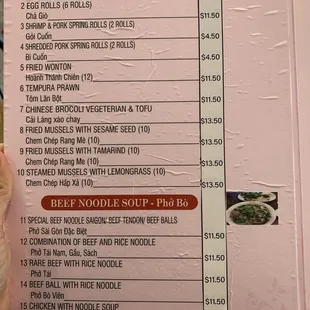 2 EGG ROLLS (6 ROLLS)
Chả Giò $11.50
3 SHRIMP & PORK SPRING ROLLS (2 ROLLS)
Gỏi Cuốn $4.50
4 SHREDDED PORK SPRING ROLLS (2 ROLLS)
Bì Cuốn $4.50
5 FRIED WONTON
Hoành Thánh Chiên (12) $11.50
6 TEMPURA PRAWN
Tôm Lăn Bột $11.50
7 CHINESE BROCOLI VEGETERIAN & TOFU
Cải Làng xào chay $13.50
8 FRIED MUSSELS WITH SESAME SEED (10)
Chem Chép Rang Mè (10) $13.50
9 FRIED MUSSELS WITH TAMARIND (10)
Chem Chép Rang Me (10) $13.50
10 STEAMED MUSSELS WITH LEMONGRASS (10)
Chem Chép Hấp Xả (10) $13.50
BEEF NOODLE SOUP - Phở Bò
11 SPECIAL BEEF NOODLE SAIGON/ BEEF TENDON/ BEEF BALLS
Phở Sài Gòn Đặc Biệt $11.50
12 COMBINATION OF BEEF AND RICE NOODLE
Phở Tái Nạm, Gầu, Sách $11.50
13 RARE BEEF WITH RICE NOODLE
Phở Tái $11.50
14 BEEF BALL WITH RICE NOODLE
Phở Bò Viên $11.50
15 CHICKEN WITH NOODLE SOUP